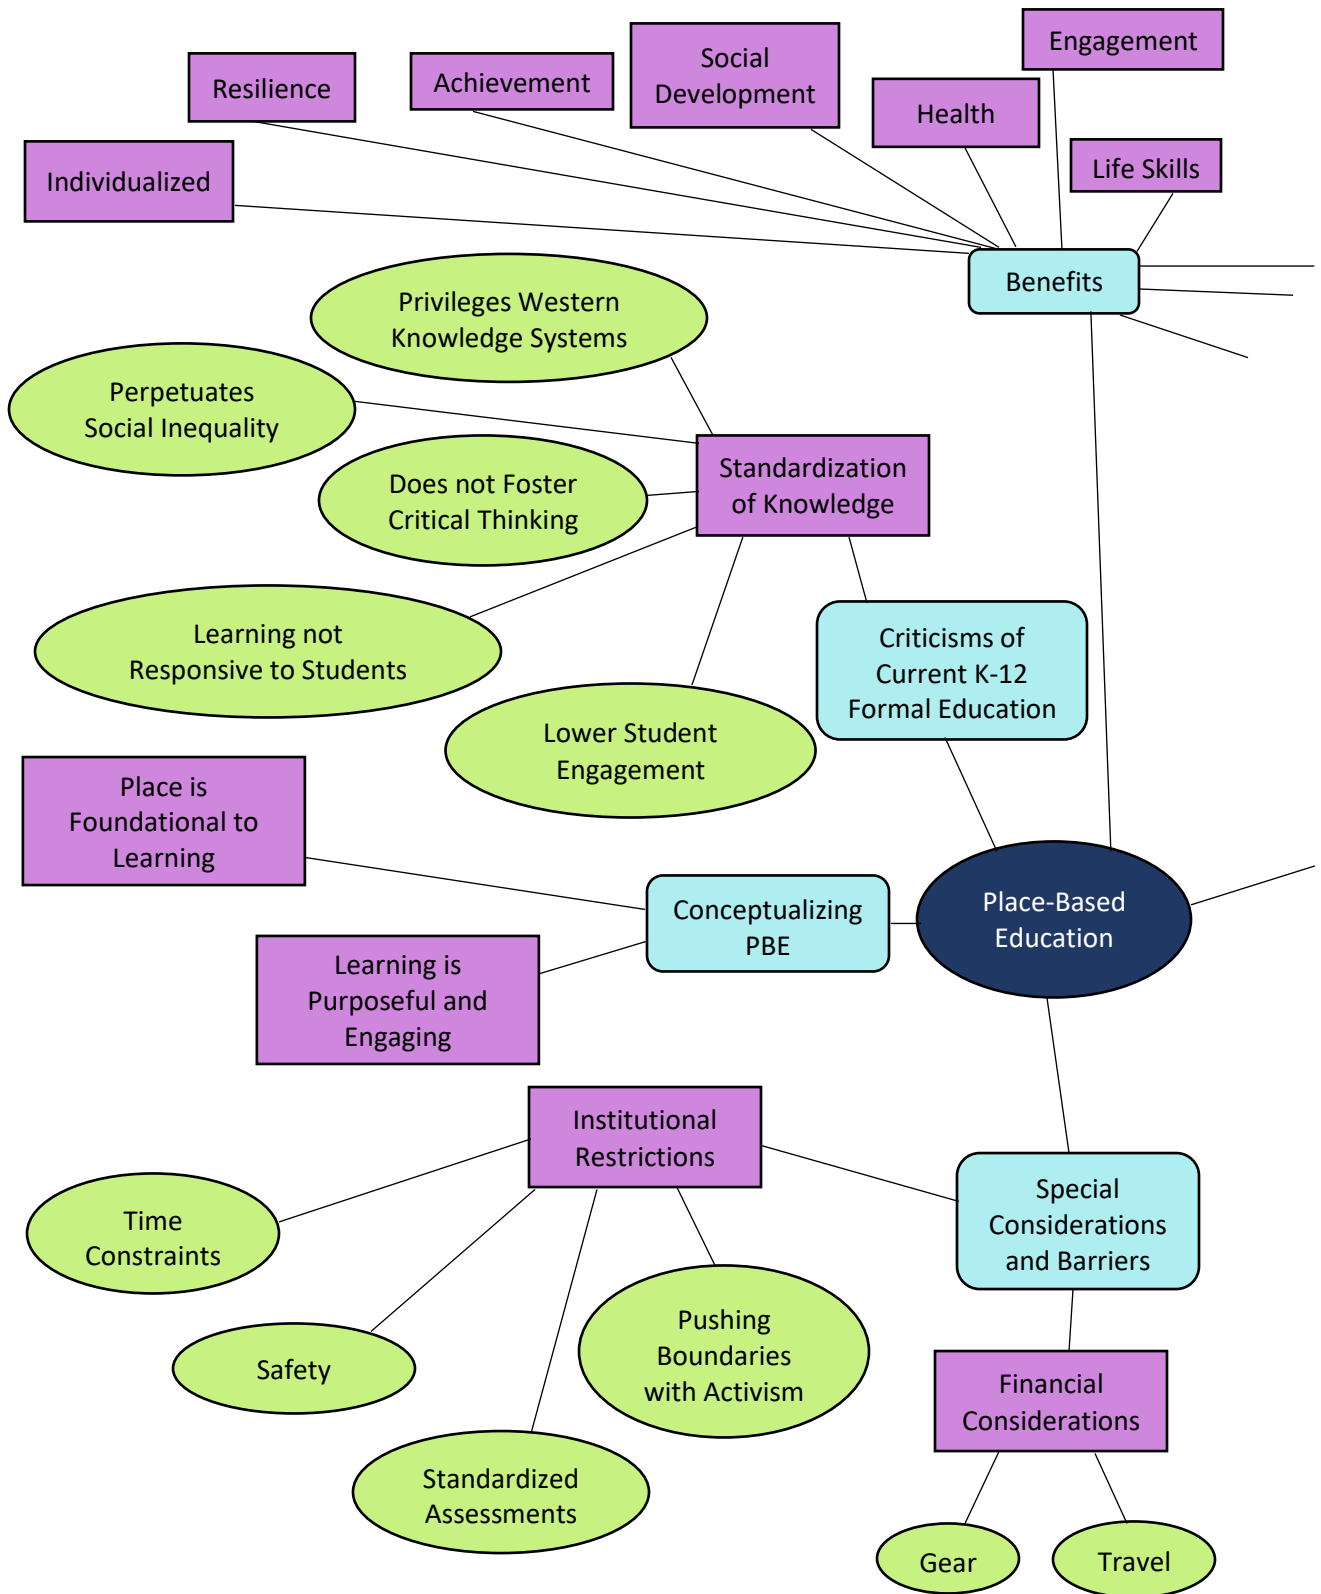 Engagement
Social
Development
Resilience
Achievement
Health
Life Skills
Individualized
Benefits
Privileges Western
Knowledge Systems
Perpetuates
Social Inequality
Standardization
of Knowledge
Does not Foster
Critical Thinking
Learning not
Responsive to Students
Criticisms of
Current K-12
Formal Education
Lower Student
Engagement
Place is
Foundational to
Learning
Conceptualizing
PBE
Place-Based
Education
Learning is
Purposeful and
Engaging
Institutional
Restrictions
Special
Considerations
and Barriers
Time
Constraints
Pushing
Boundaries
with Activism
Safety
Financial
Considerations
Standardized
Assessments
Gear
Travel